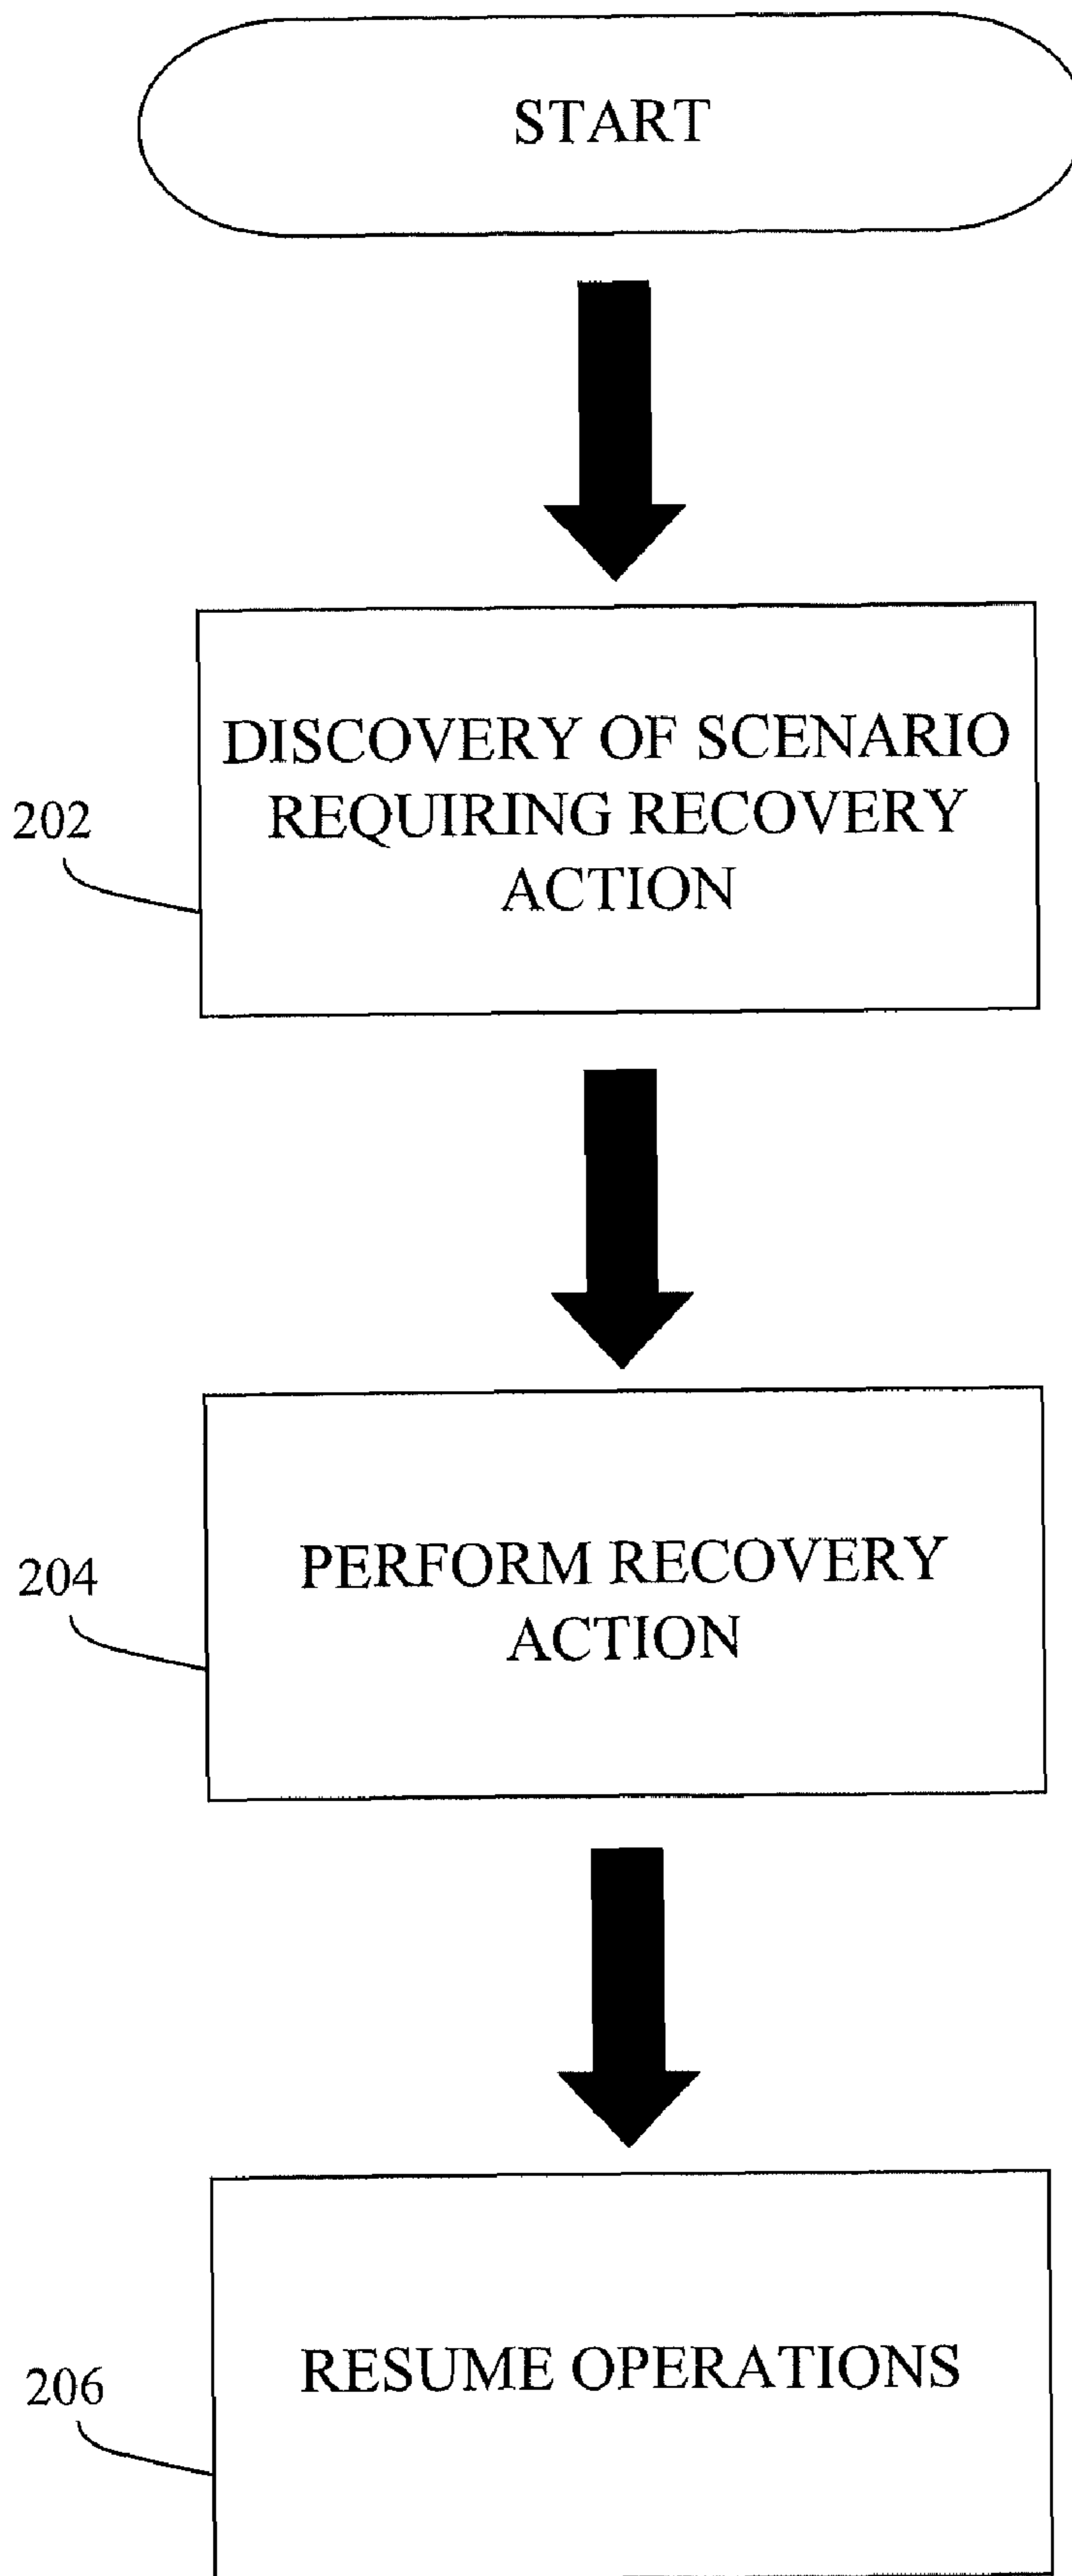 START
DISCOVERY OF SCENARIO
REQUIRING RECOVERY
ACTION
202
PERFORM RECOVERY
ACTION
204
RESUME OPERATIONS
206